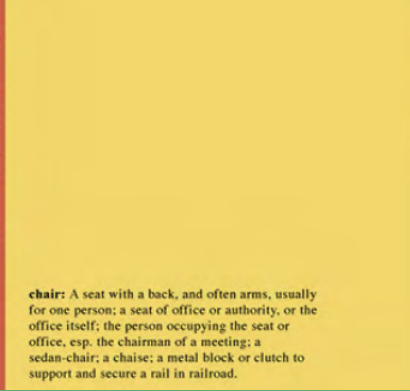 chair: A seat with a back, and often arms, usually
for one person; a seat of office or authority, or the
office itself; the person occupying the seat or
office, esp. the chairman of a meeting; a
sedan-chair; a chaise; a metal block or clutch to
support and secure a rail in railroad.